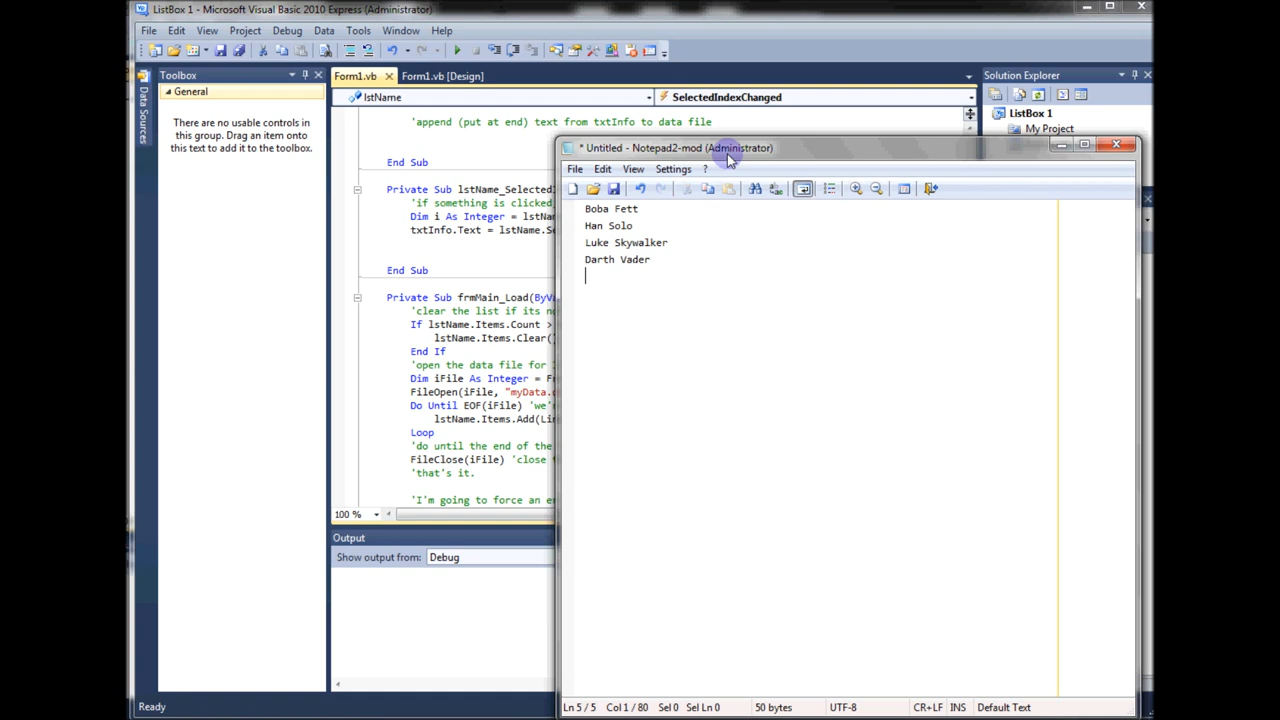 ListBox 1 - Microsoft Visual Basic 2010 Express (Administrator)
File Edit View Project Debug Data Tools Window Help
Toolbox
General
There are no usable controls in
this group. Drag an item onto
this text to add it to the toolbox.
Data Sources
Form1.vb
Form1.vb [Design]
lstName
SelectedIndexChanged
'append (put at end) text from txtInfo to data file
End Sub
Private Sub
'if something is clicked
Dim i As Integer =
txtInfo.Text =
End Sub
Private Sub frmMain_Load(
'clear the list if its
If lstName.Items.Count >
lstName.Items.Clear(
End If
'open the data file for
Dim iFile As Integer =
FileOpen(iFile,
Do Until EOF(iFile)
lstName.Items.Add(
Loop
'do until the end of the
FileClose(iFile) 'close
'that's it.
'I'm going to force an
100 %
Output
Show output from: Debug
Ready
Solution Explorer
ListBox 1
My Project
* Untitled - Notepad2-mod (Administrator)
File Edit View Settings ?
Boba Fett
Han Solo
Luke Skywalker
Darth Vader
Ln 5 / 5 Col 1 / 80 Sel 0 Sel Ln 0 50 bytes UTF-8 CR+LF INS Default Text